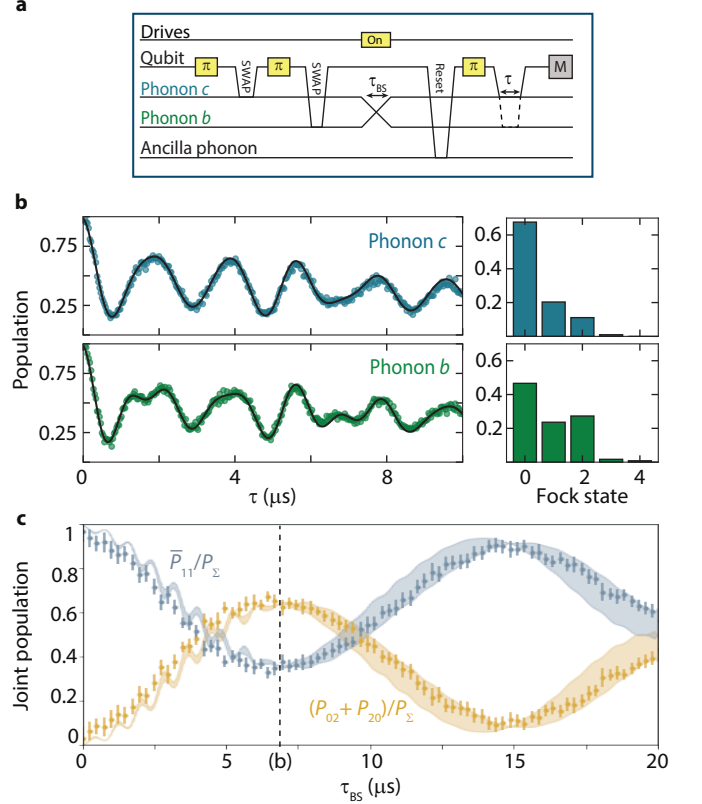 a
Drives
On
Qubit
π
SWAP
π
SWAP
Reset
π
τ
M
Phonon c
τBS
Phonon b
Ancilla phonon
b
Population
0.75
0.25
Phonon c
0.6
0.4
0.2
0.75
0.25
Phonon b
0.6
0.4
0.2
0 4 8
τ (μs)
0 2 4
Fock state
c
Joint population
1
0.8
0.6
0.4
0.2
0
P̅11/PΣ
(P02 + P20)/PΣ
0 5 (b) 10 15 20
τBS (μs)